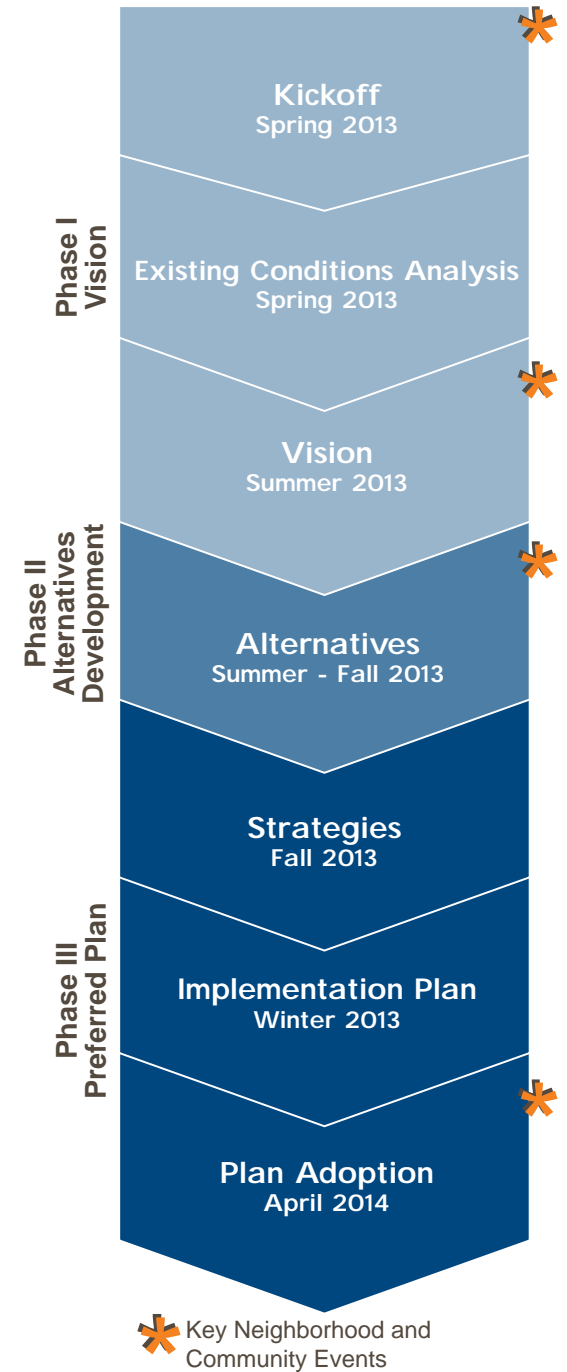 Phase I
Vision
Kickoff
Spring 2013
Existing Conditions Analysis
Spring 2013
Vision
Summer 2013
Phase II
Alternatives
Development
Alternatives
Summer - Fall 2013
Phase III
Preferred Plan
Strategies
Fall 2013
Implementation Plan
Winter 2013
Plan Adoption
April 2014
Key Neighborhood and
Community Events